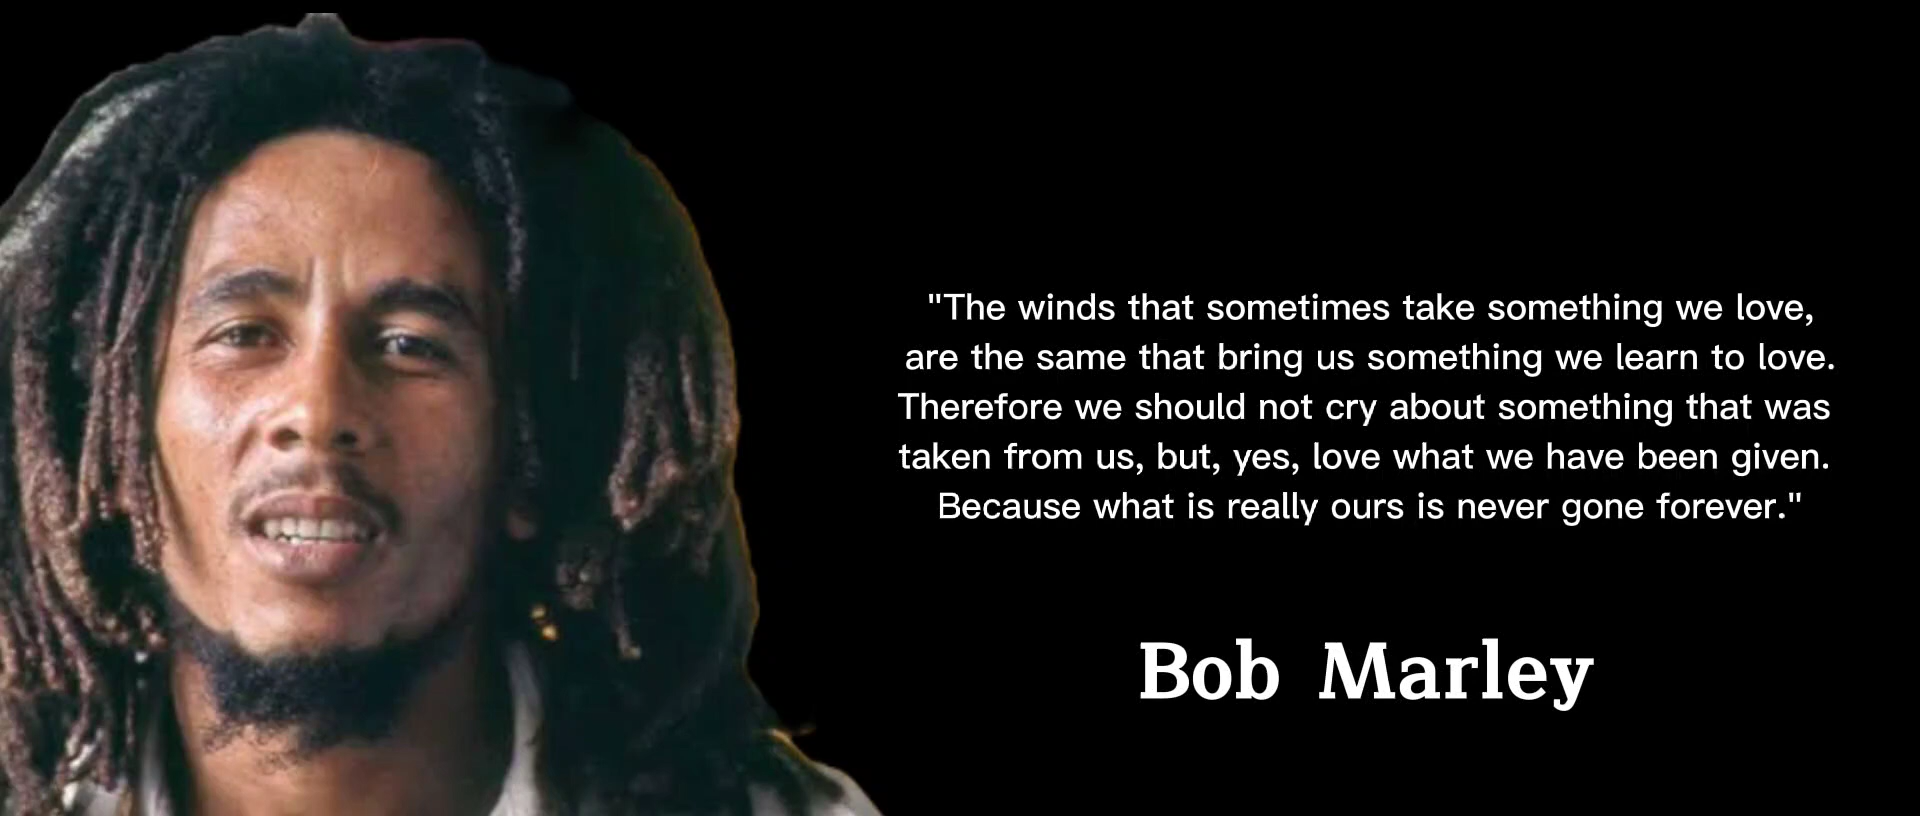 "The winds that sometimes take something we love,
are the same that bring us something we learn to love.
Therefore we should not cry about something that was
taken from us, but, yes, love what we have been given.
Because what is really ours is never gone forever."
Bob Marley